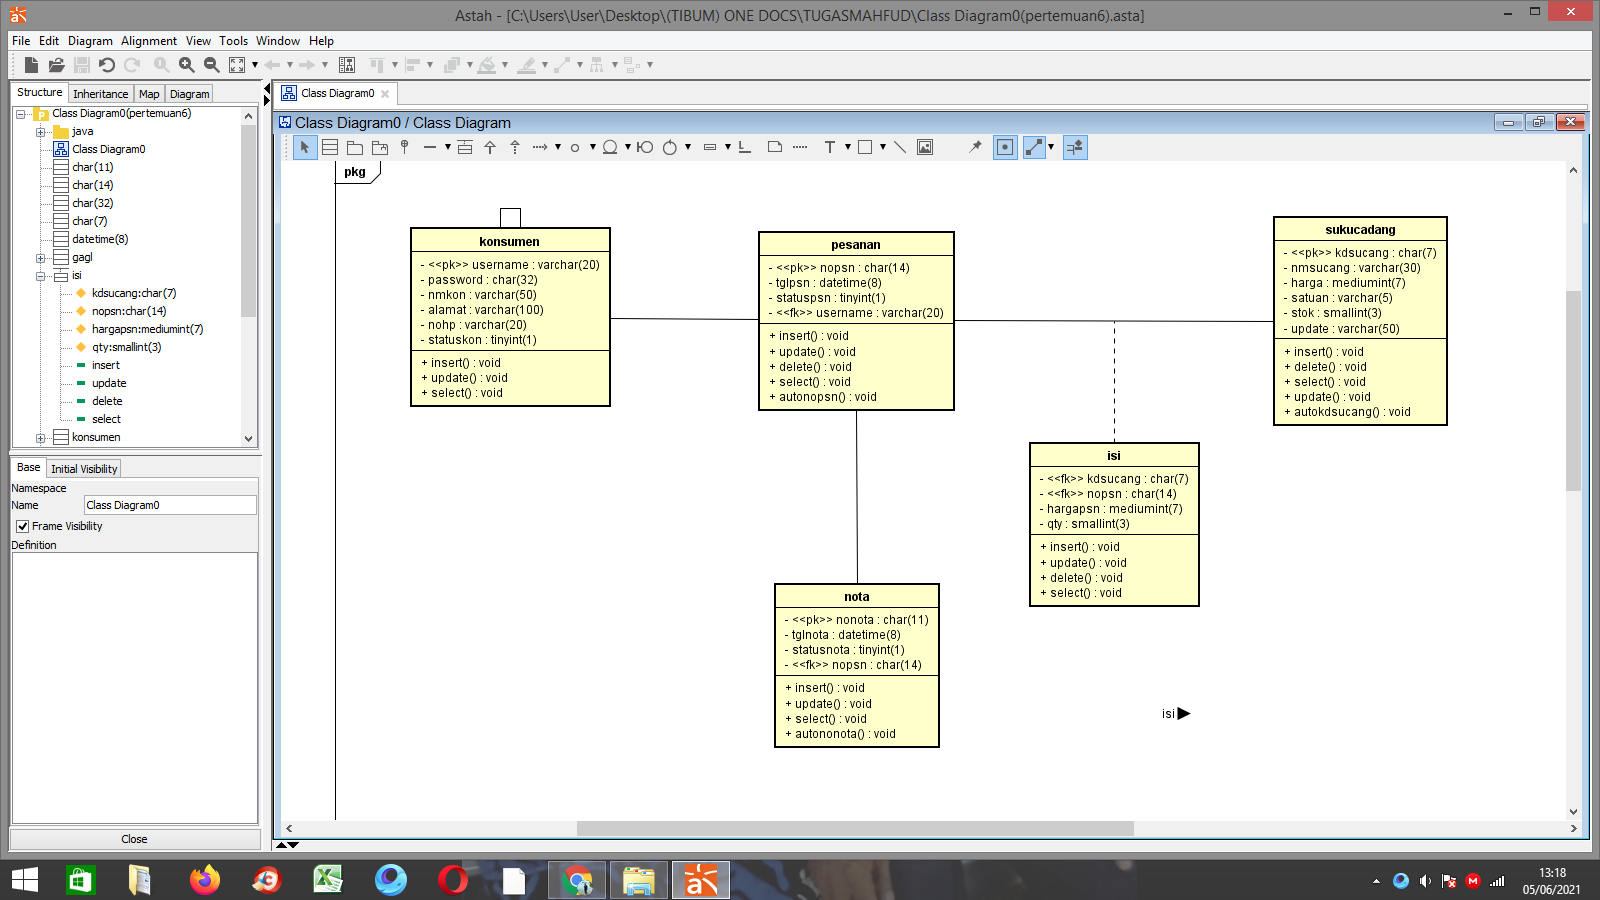 Astah - [C:\Users\User\Desktop\(TIBUM) ONE DOCS\TUGASMAHFUD\Class Diagram0(pertemuan6).asta]
File Edit Diagram Alignment View Tools Window Help
Structure Inheritance Map Diagram
Class Diagram0(pertemuan6)
java
Class Diagram0
char(11)
char(14)
char(32)
char(7)
datetime(8)
gagl
isi
kdsucang:char(7)
nopsn:char(14)
hargapsn:mediumint(7)
qty:smallint(3)
insert
update
delete
select
konsumen
Base Initial Visibility
Namespace
Name Class Diagram0
Frame Visibility
Definition
Close
Class Diagram0
Class Diagram0 / Class Diagram
pkg
konsumen
- <<pk>> username : varchar(20)
- password : char(32)
- nmkon : varchar(50)
- alamat : varchar(100)
- nohp : varchar(20)
- statuskon : tinyint(1)
+ insert() : void
+ update() : void
+ select() : void
pesanan
- <<pk>> nopsn : char(14)
- tglpsn : datetime(8)
- statuspsn : tinyint(1)
- <<fk>> username : varchar(20)
+ insert() : void
+ update() : void
+ delete() : void
+ select() : void
+ autonopsn() : void
sukucadang
- <<pk>> kdsucang : char(7)
- nmsucang : varchar(30)
- harga : mediumint(7)
- satuan : varchar(5)
- stok : smallint(3)
- update : varchar(50)
+ insert() : void
+ delete() : void
+ select() : void
+ update() : void
+ autokdsucang() : void
isi
- <<fk>> kdsucang : char(7)
- <<fk>> nopsn : char(14)
- hargapsn : mediumint(7)
- qty : smallint(3)
+ insert() : void
+ update() : void
+ delete() : void
+ select() : void
nota
- <<pk>> nonota : char(11)
- tglnota : datetime(8)
- statusnota : tinyint(1)
- <<fk>> nopsn : char(14)
+ insert() : void
+ update() : void
+ select() : void
+ autononota() : void
isi
13:18
05/06/2021